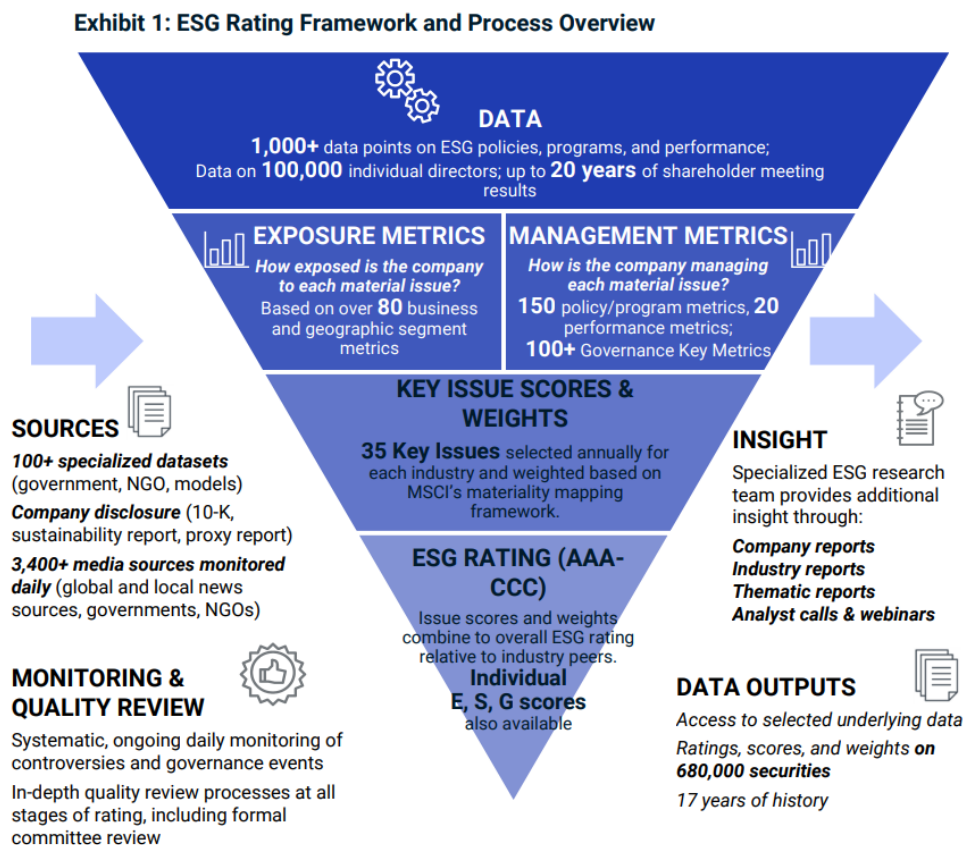 Exhibit 1: ESG Rating Framework and Process Overview
DATA
1,000+ data points on ESG policies, programs, and performance;
Data on 100,000 individual directors; up to 20 years of shareholder meeting
results
EXPOSURE METRICS
How exposed is the company
to each material issue?
Based on over 80 business
and geographic segment
metrics
MANAGEMENT METRICS
How is the company managing
each material issue?
150 policy/program metrics, 20
performance metrics;
100+ Governance Key Metrics
KEY ISSUE SCORES &
WEIGHTS
35 Key Issues selected annually for
each industry and weighted based on
MSCI's materiality mapping
framework.
ESG RATING (AAA-
CCC)
Issue scores and weights
combine to overall ESG rating
relative to industry peers.
Individual
E, S, G scores
also available
SOURCES
100+ specialized datasets
(government, NGO, models)
Company disclosure (10-K,
sustainability report, proxy report)
3,400+ media sources monitored
daily (global and local news
sources, governments, NGOs)
MONITORING &
QUALITY REVIEW
Systematic, ongoing daily monitoring of
controversies and governance events
In-depth quality review processes at all
stages of rating, including formal
committee review
INSIGHT
Specialized ESG research
team provides additional
insight through:
Company reports
Industry reports
Thematic reports
Analyst calls & webinars
DATA OUTPUTS
Access to selected underlying data
Ratings, scores, and weights on
680,000 securities
17 years of history